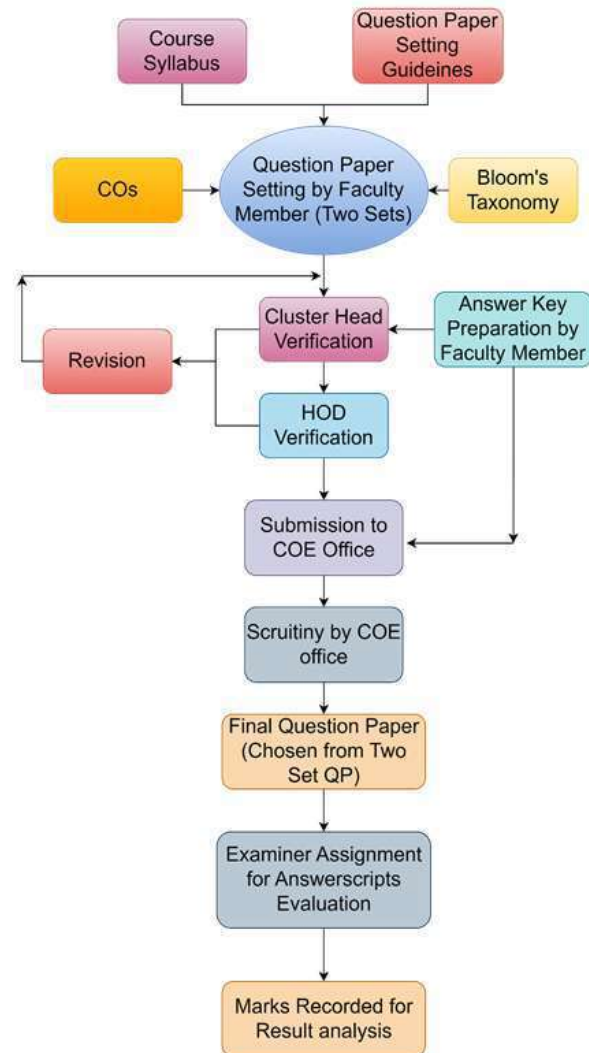 Course
Syllabus
Question Paper
Setting
Guideines
COs
Question Paper
Setting by Faculty
Member (Two Sets)
Bloom's
Taxonomy
Revision
Cluster Head
Verification
Answer Key
Preparation by
Faculty Member
HOD
Verification
Submission to
COE Office
Scrutiny by COE
office
Final Question Paper
(Chosen from Two
Set QP)
Examiner Assignment
for Answerscripts
Evaluation
Marks Recorded for
Result analysis